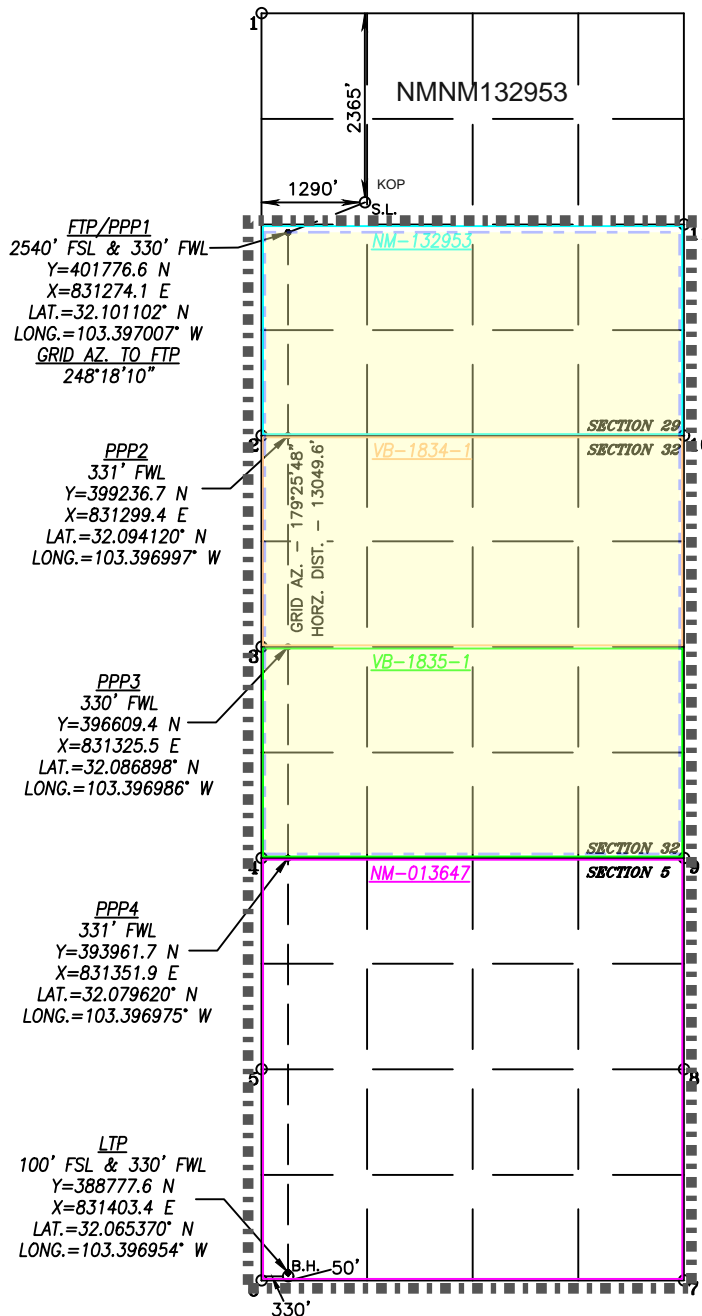 1
NMNM132953
2365'
1290'
KOP
S.L.
FTP/PPP1
2540' FSL & 330' FWL
Y=401776.6 N
X=831274.1 E
LAT.=32.101102° N
LONG.=103.397007° W
GRID AZ. TO FTP
248°18'10"
NM-132953
SECTION 29
SECTION 32
PPP2
331' FWL
Y=399236.7 N
X=831299.4 E
LAT.=32.094120° N
LONG.=103.396997° W
VB-1834-1
GRID AZ. - 179°25'48"
HORZ. DIST. - 13049.6'
3
VB-1835-1
PPP3
330' FWL
Y=396609.4 N
X=831325.5 E
LAT.=32.086898° N
LONG.=103.396986° W
SECTION 32
4
9
NM-013647
SECTION 5
PPP4
331' FWL
Y=393961.7 N
X=831351.9 E
LAT.=32.079620° N
LONG.=103.396975° W
5
8
LTP
100' FSL & 330' FWL
Y=388777.6 N
X=831403.4 E
LAT.=32.065370° N
LONG.=103.396954° W
B.H.
50'
7
330'